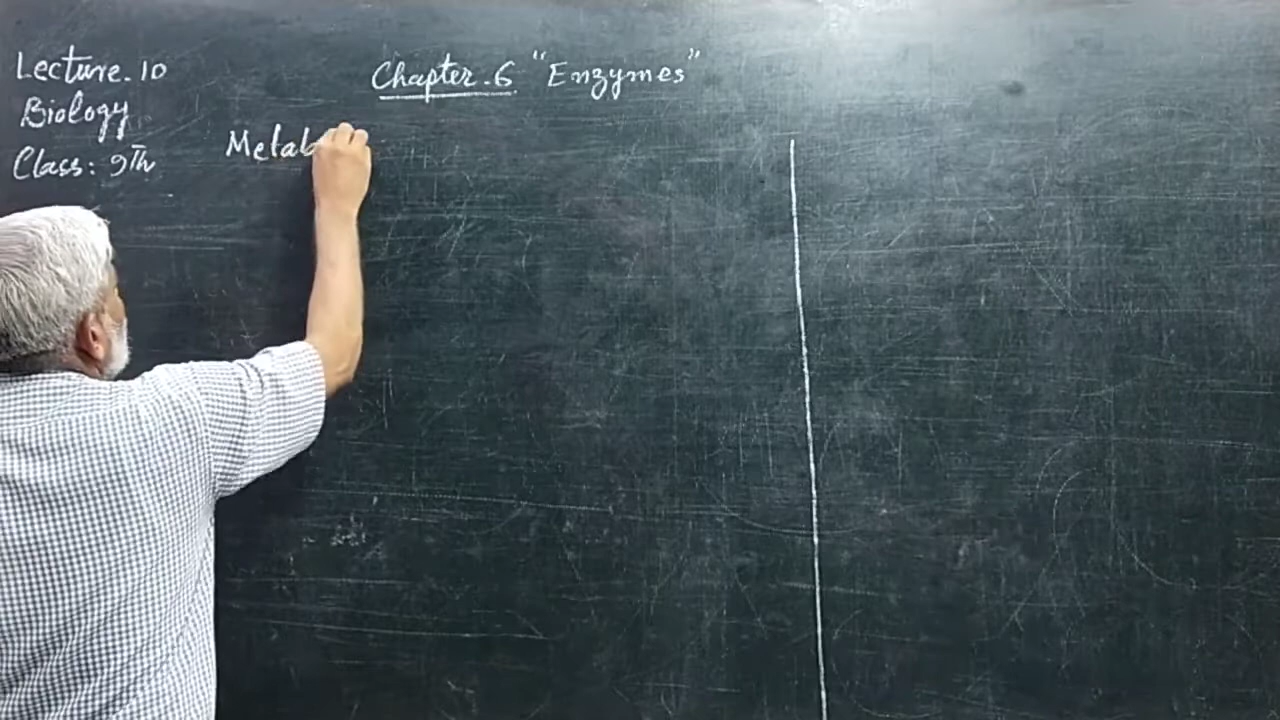 Lecture.10
Chapter.6 "Enzymes"
Biology
Class: 9Th
Metab